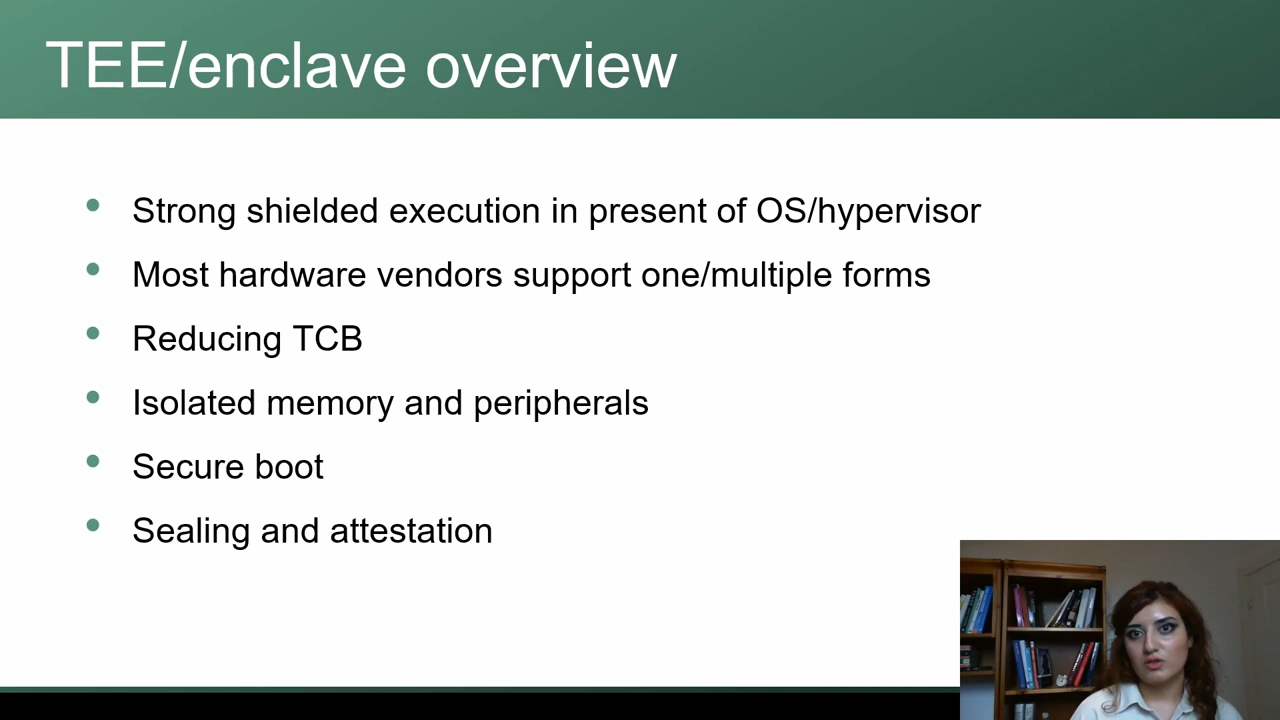 TEE/enclave overview
Strong shielded execution in present of OS/hypervisor
Most hardware vendors support one/multiple forms
Reducing TCB
Isolated memory and peripherals
Secure boot
Sealing and attestation